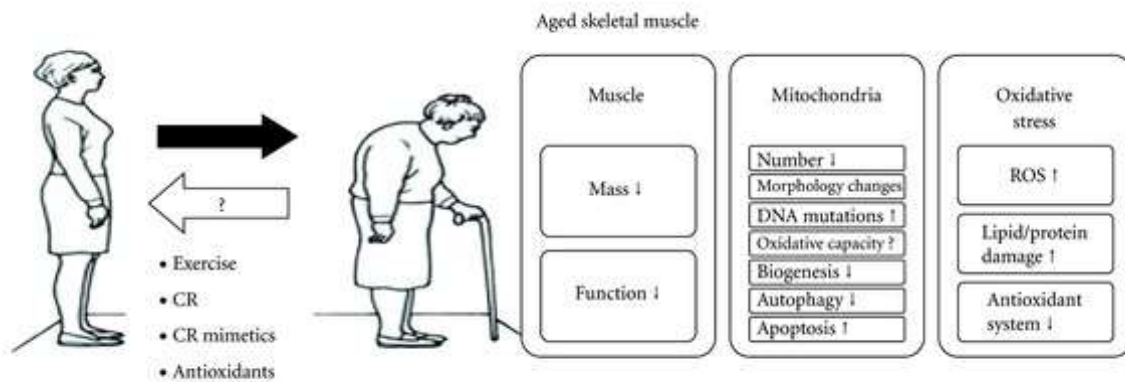 Aged skeletal muscle
?
• Exercise
• CR
• CR mimetics
• Antioxidants
Muscle
Mass ↓
Function ↓
Mitochondria
Number ↓
Morphology changes
DNA mutations ↑
Oxidative capacity ?
Biogenesis ↓
Autophagy ↓
Apoptosis ↑
Oxidative
stress
ROS ↑
Lipid/protein
damage ↑
Antioxidant
system ↓